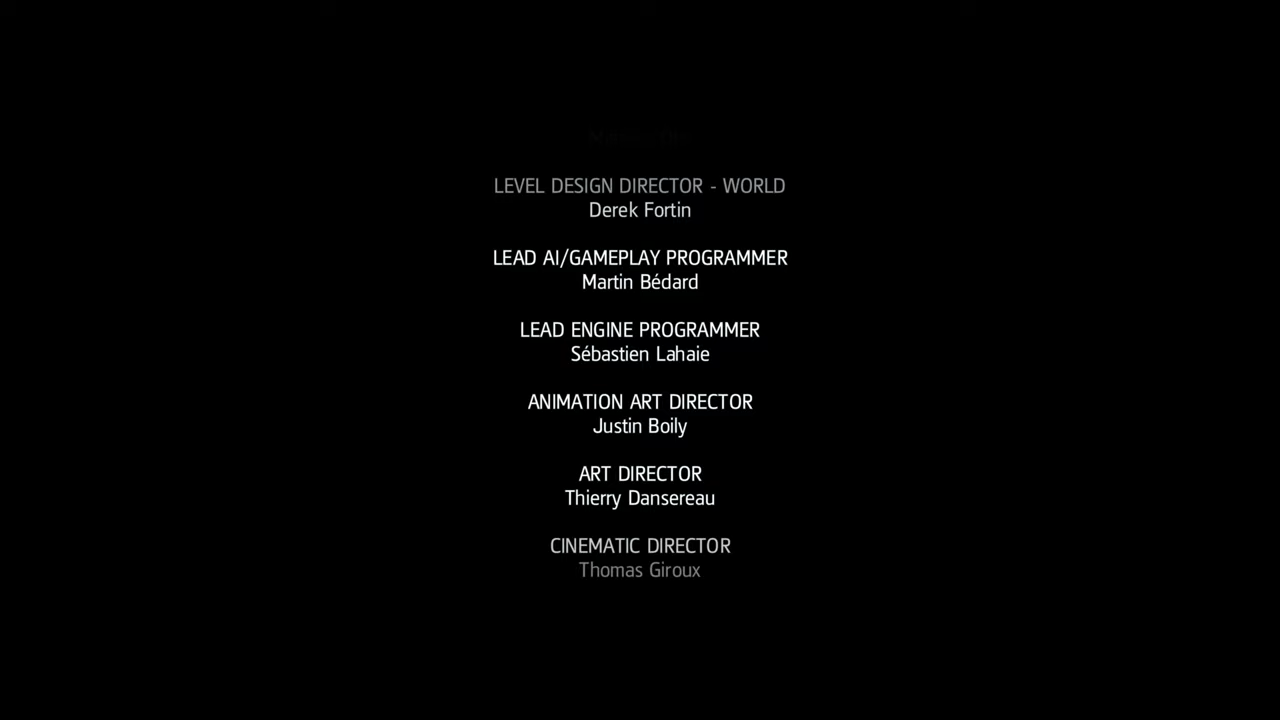 LEVEL DESIGN DIRECTOR - WORLD
Derek Fortin
LEAD AI/GAMEPLAY PROGRAMMER
Martin Bédard
LEAD ENGINE PROGRAMMER
Sébastien Lahaie
ANIMATION ART DIRECTOR
Justin Boily
ART DIRECTOR
Thierry Dansereau
CINEMATIC DIRECTOR
Thomas Giroux